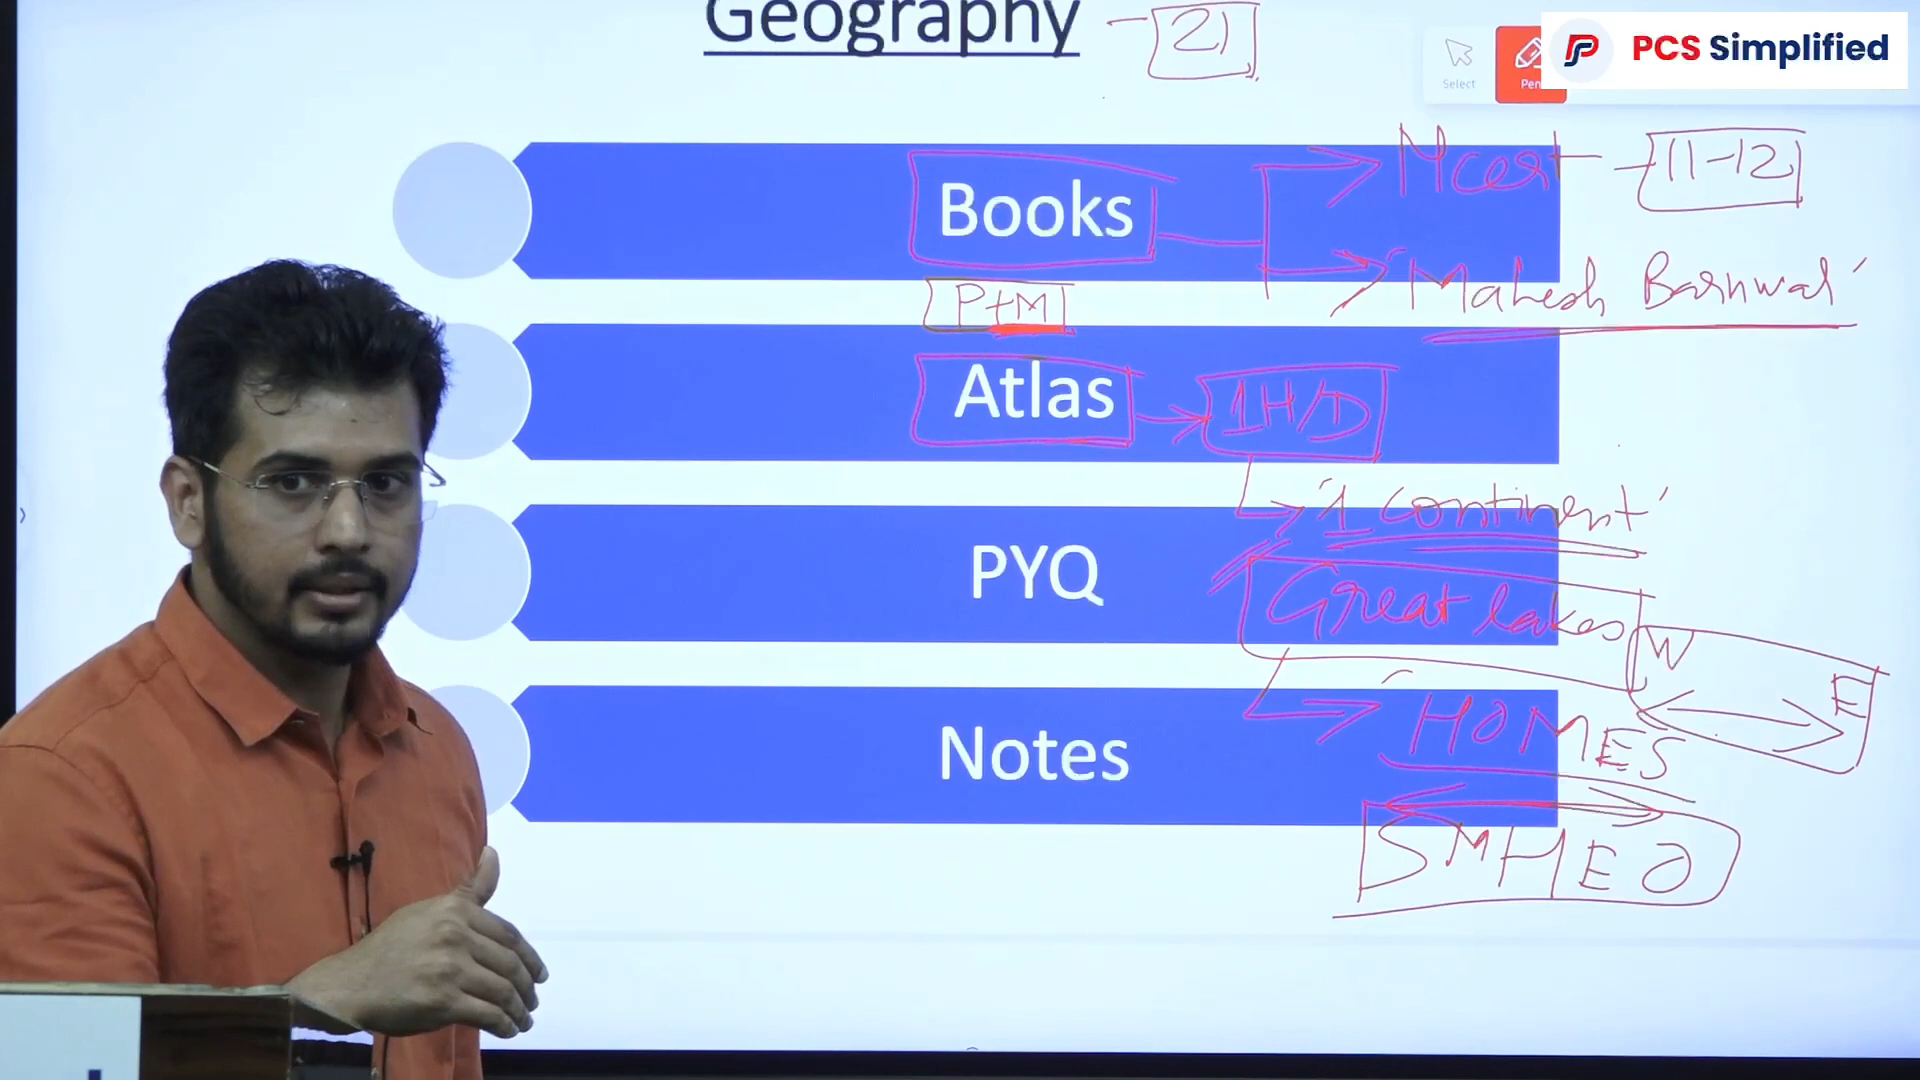 Geography - 21
Select
Pen
PCS Simplified
Books
Ncert - 11-12
'Mahesh Barnwal'
P+M
Atlas
1H/D
'1 continent'
PYQ
Great lakes
W
E
Notes
HOMES
SMHEO